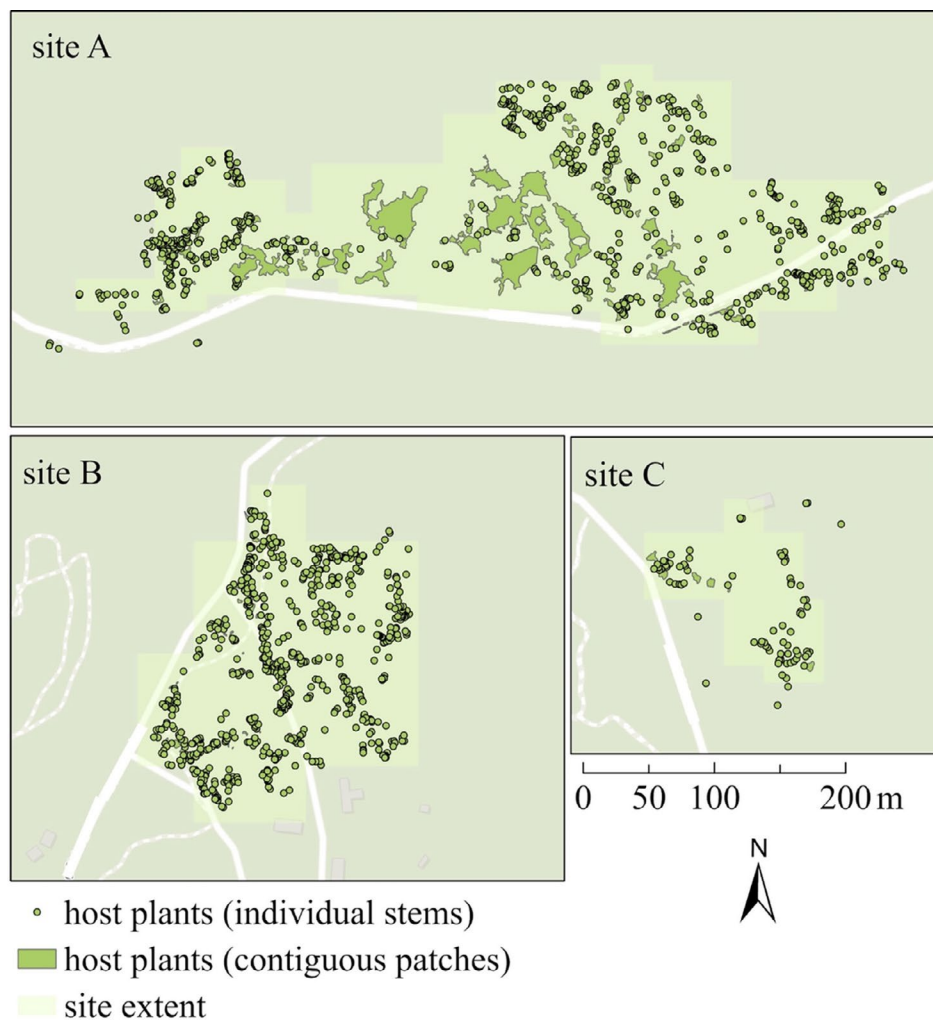 site A
site B
site C
0 50 100 200 m
N
host plants (individual stems)
host plants (contiguous patches)
site extent